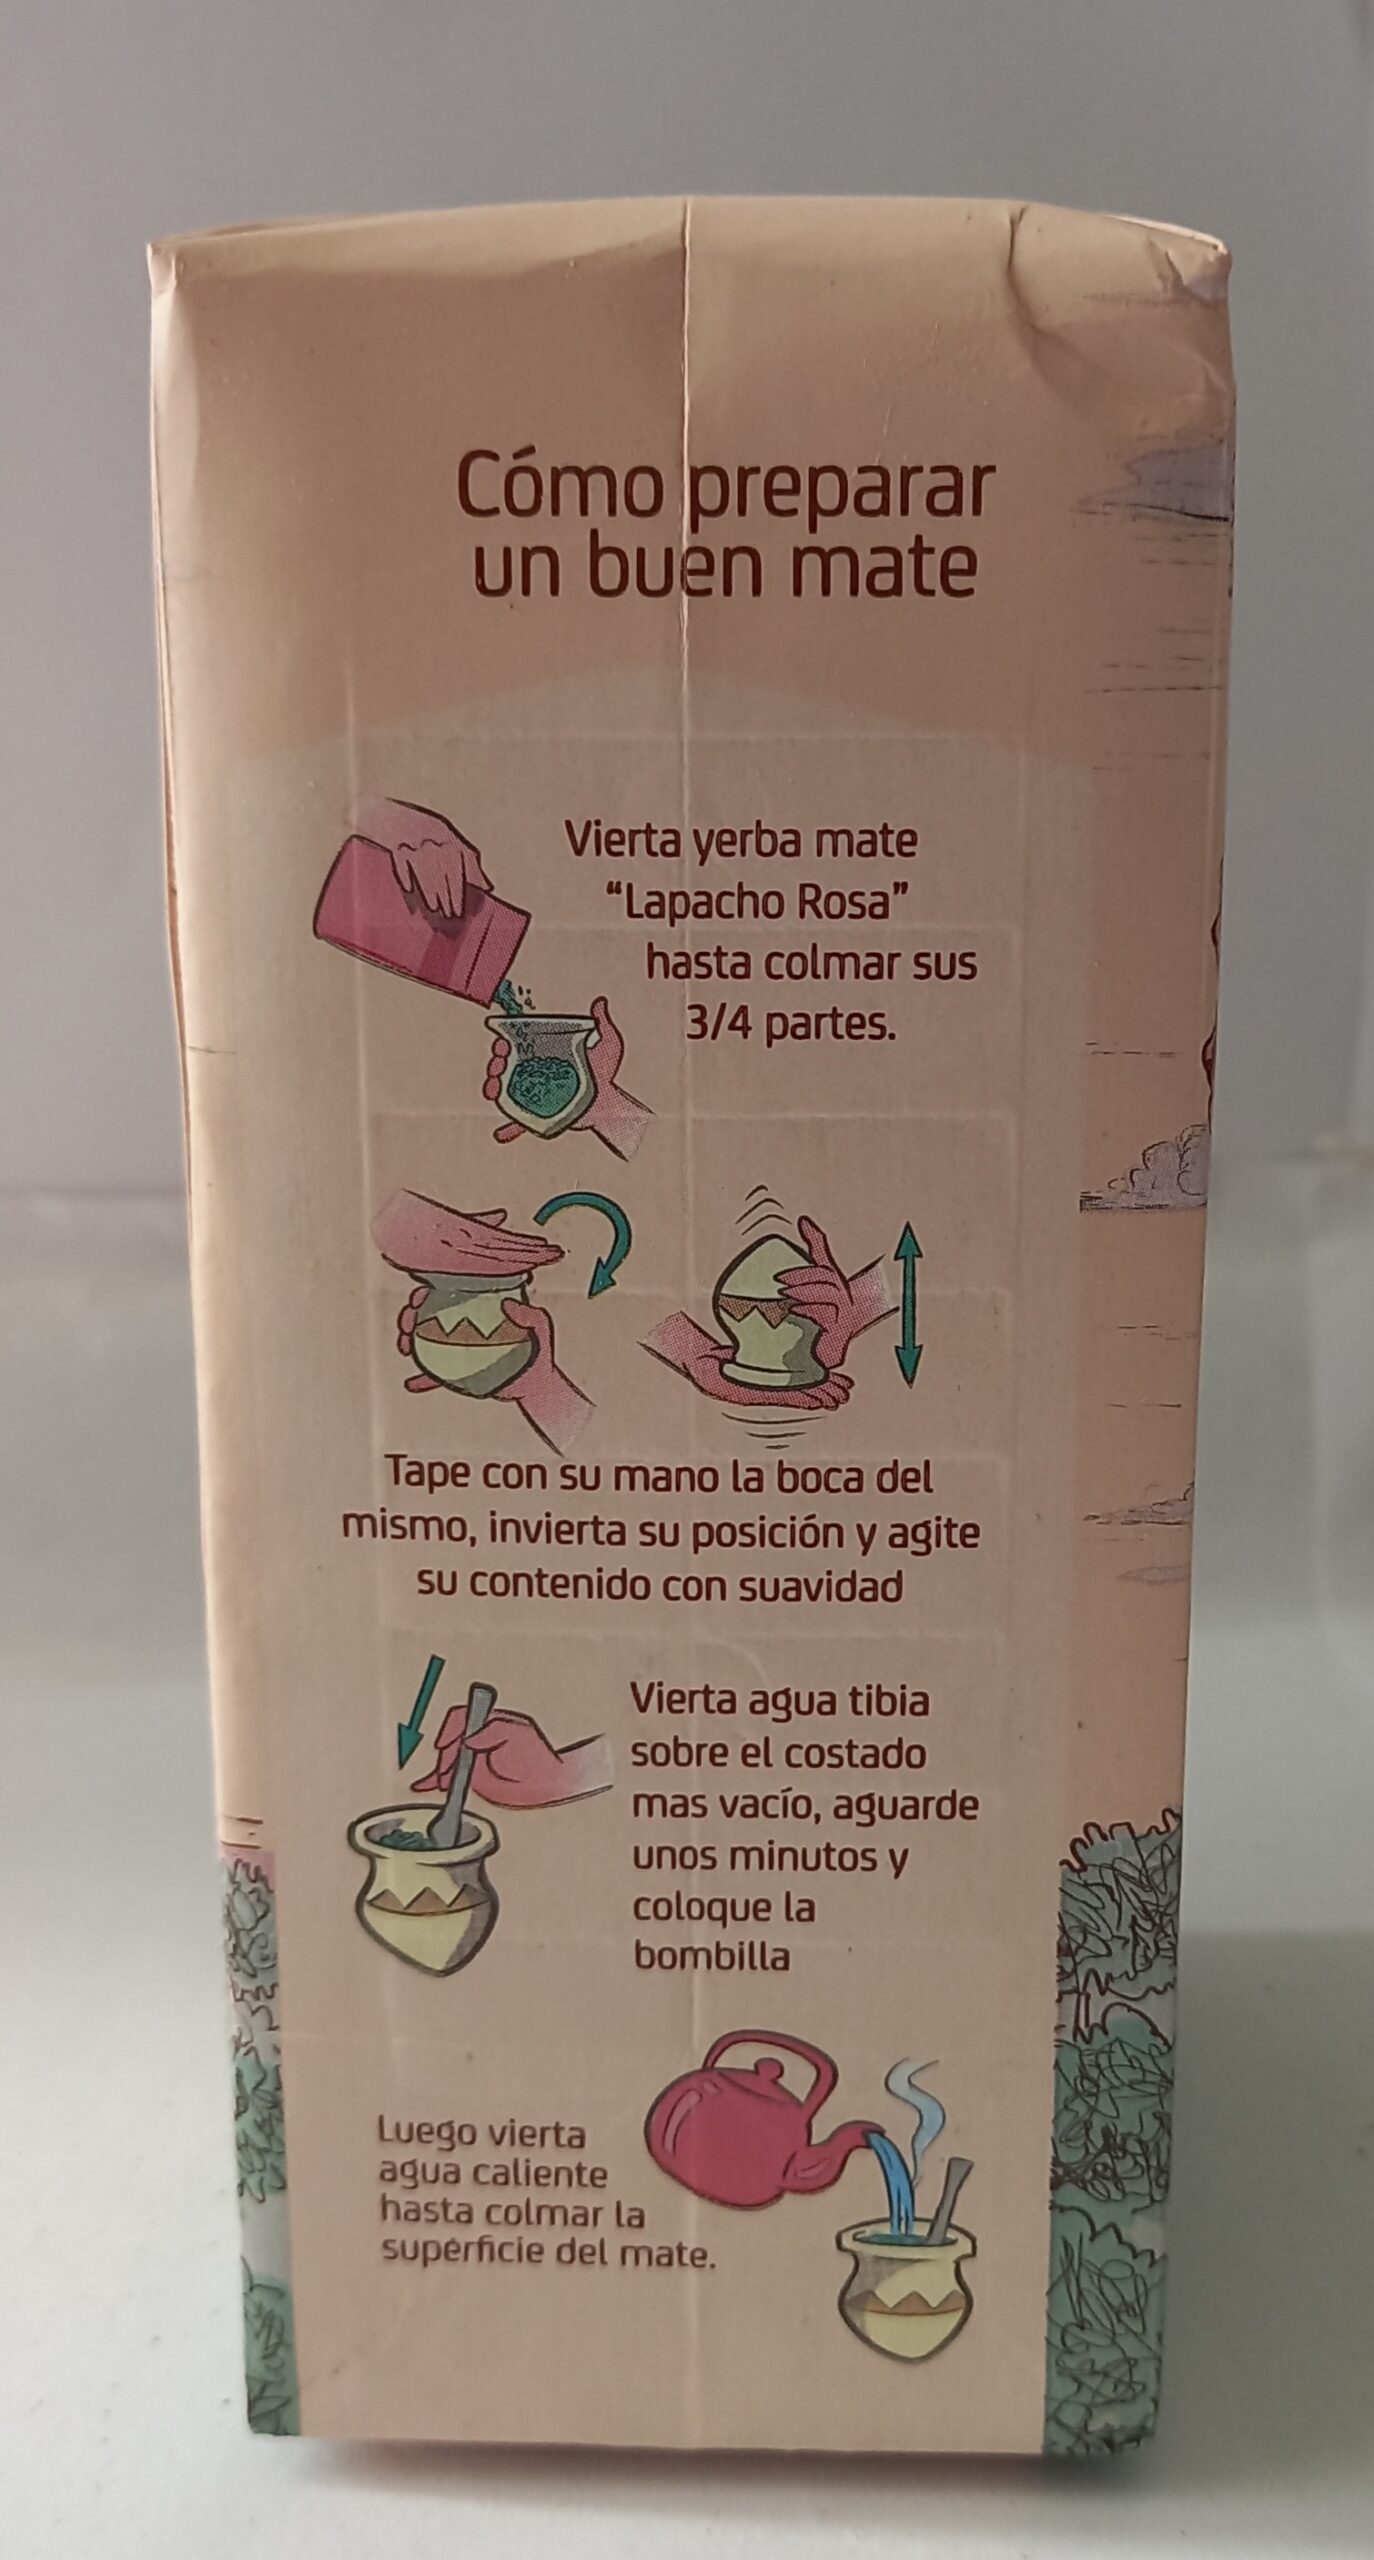 Cómo preparar
un buen mate
Vierta yerba mate
“Lapacho Rosa”
hasta colmar sus
3/4 partes.
Tape con su mano la boca del
mismo, invierta su posición y agite
su contenido con suavidad
Vierta agua tibia
sobre el costado
mas vacío, aguarde
unos minutos y
coloque la
bombilla
Luego vierta
agua caliente
hasta colmar la
superficie del mate.